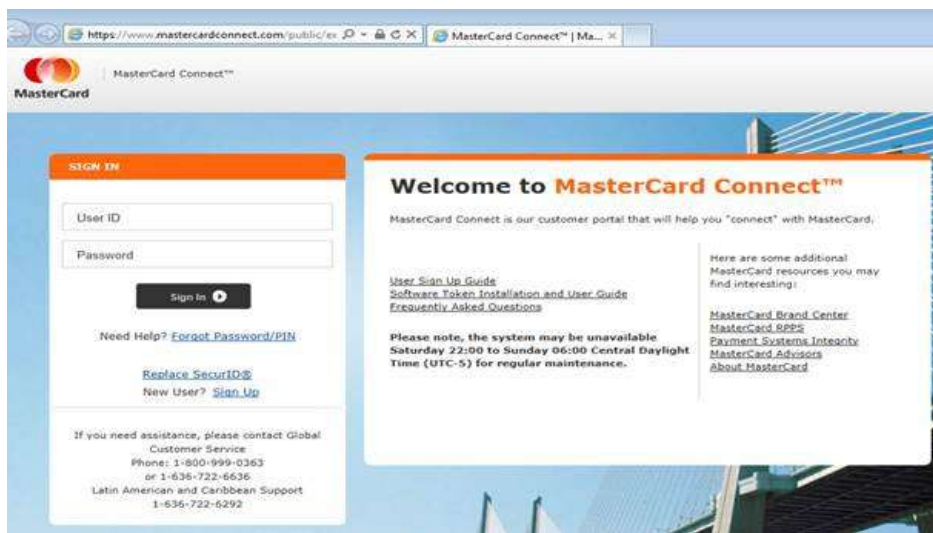 https://www.mastercardconnect.com/public/ex
MasterCard Connect™ | Ma...
MasterCard
MasterCard Connect™
SIGN IN
User ID
Password
Sign In
Need Help? Forgot Password/PIN
Replace SecurID®
New User? Sign Up
If you need assistance, please contact Global
Customer Service
Phone: 1-800-999-0363
or 1-636-722-6636
Latin American and Caribbean Support
1-636-722-6292
Welcome to MasterCard Connect™
MasterCard Connect is our customer portal that will help you "connect" with MasterCard.
User Sign Up Guide
Software Token Installation and User Guide
Frequently Asked Questions
Please note, the system may be unavailable
Saturday 22:00 to Sunday 06:00 Central Daylight
Time (UTC-5) for regular maintenance.
Here are some additional
MasterCard resources you may
find interesting:
MasterCard Brand Center
MasterCard RPPS
Payment Systems Integrity
MasterCard Advisors
About MasterCard